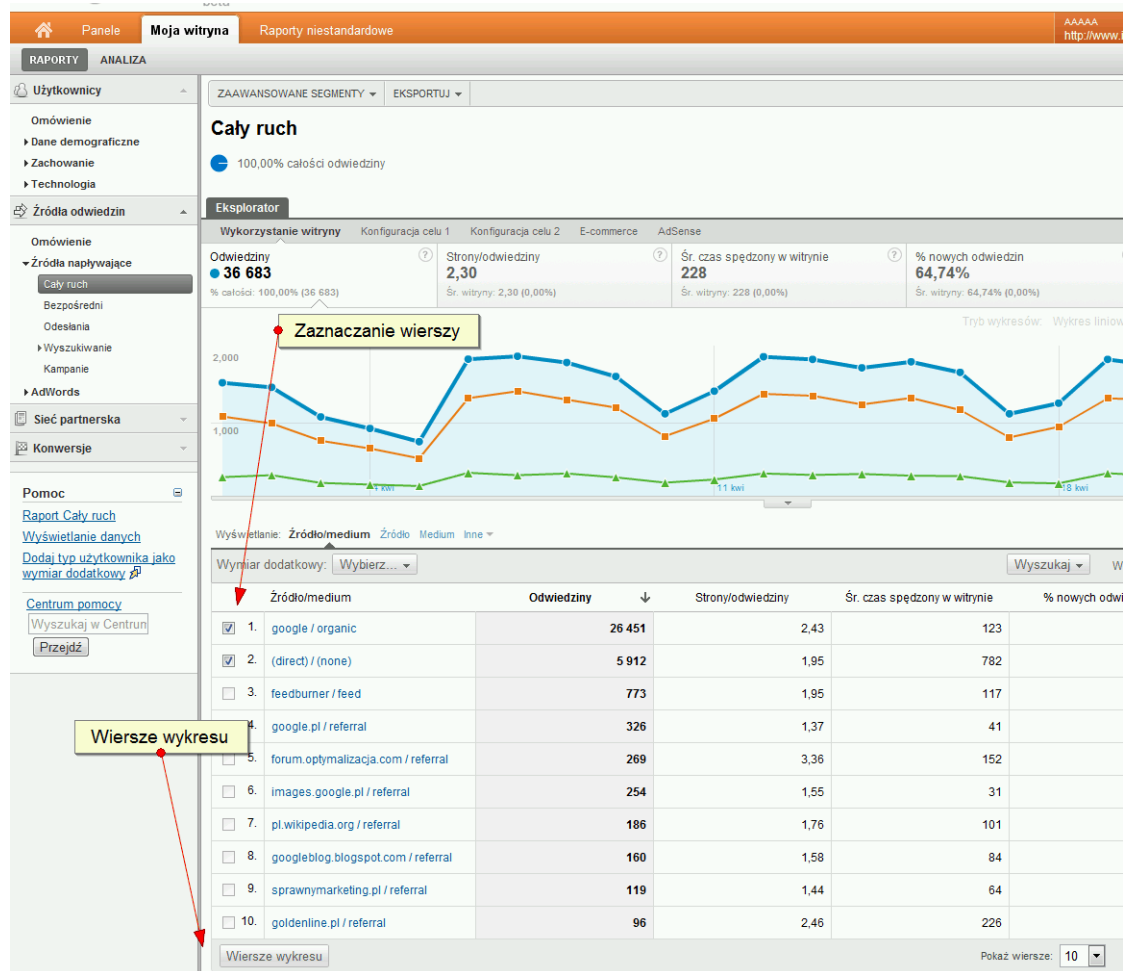 beta
Panele
Moja witryna
Raporty niestandardowe
AAAAA
http://www.i
RAPORTY
ANALIZA
Użytkownicy
Omówienie
Dane demograficzne
Zachowanie
Technologia
Źródła odwiedzin
Omówienie
Źródła napływające
Cały ruch
Bezpośredni
Odesłania
Wyszukiwanie
Kampanie
AdWords
Sieć partnerska
Konwersje
Pomoc
Raport Cały ruch
Wyświetlanie danych
Dodaj typ użytkownika jako
wymiar dodatkowy
Centrum pomocy
Wyszukaj w Centrum
Przejdź
ZAAWANSOWANE SEGMENTY
EKSPORTUJ
Cały ruch
100,00% całości odwiedziny
Eksplorator
Wykorzystanie witryny Konfiguracja celu 1 Konfiguracja celu 2 E-commerce AdSense
Odwiedziny
36 683
% całości: 100,00% (36 683)
Strony/odwiedziny
2,30
Śr. witryny: 2,30 (0,00%)
Śr. czas spędzony w witrynie
228
Śr. witryny: 228 (0,00%)
% nowych odwiedzin
64,74%
Śr. witryny: 64,74% (0,00%)
Zaznaczanie wierszy
Tryb wykresów: Wykres liniow
2,000
1,000
4 kwi
11 kwi
18 kwi
Wyświetlanie: Źródło/medium Źródło Medium Inne
Wymiar dodatkowy: Wybierz...
Wyszukaj
W
Źródło/medium Odwiedziny Strony/odwiedziny Śr. czas spędzony w witrynie % nowych odwi
1. google / organic 26 451 2,43 123
2. (direct) / (none) 5 912 1,95 782
3. feedburner / feed 773 1,95 117
4. google.pl / referral 326 1,37 41
5. forum.optymalizacja.com / referral 269 3,36 152
6. images.google.pl / referral 254 1,55 31
7. pl.wikipedia.org / referral 186 1,76 101
8. googleblog.blogspot.com / referral 160 1,58 84
9. sprawnymarketing.pl / referral 119 1,44 64
10. goldenline.pl / referral 96 2,46 226
Wiersze wykresu
Wiersze wykresu
Pokaż wiersze: 10